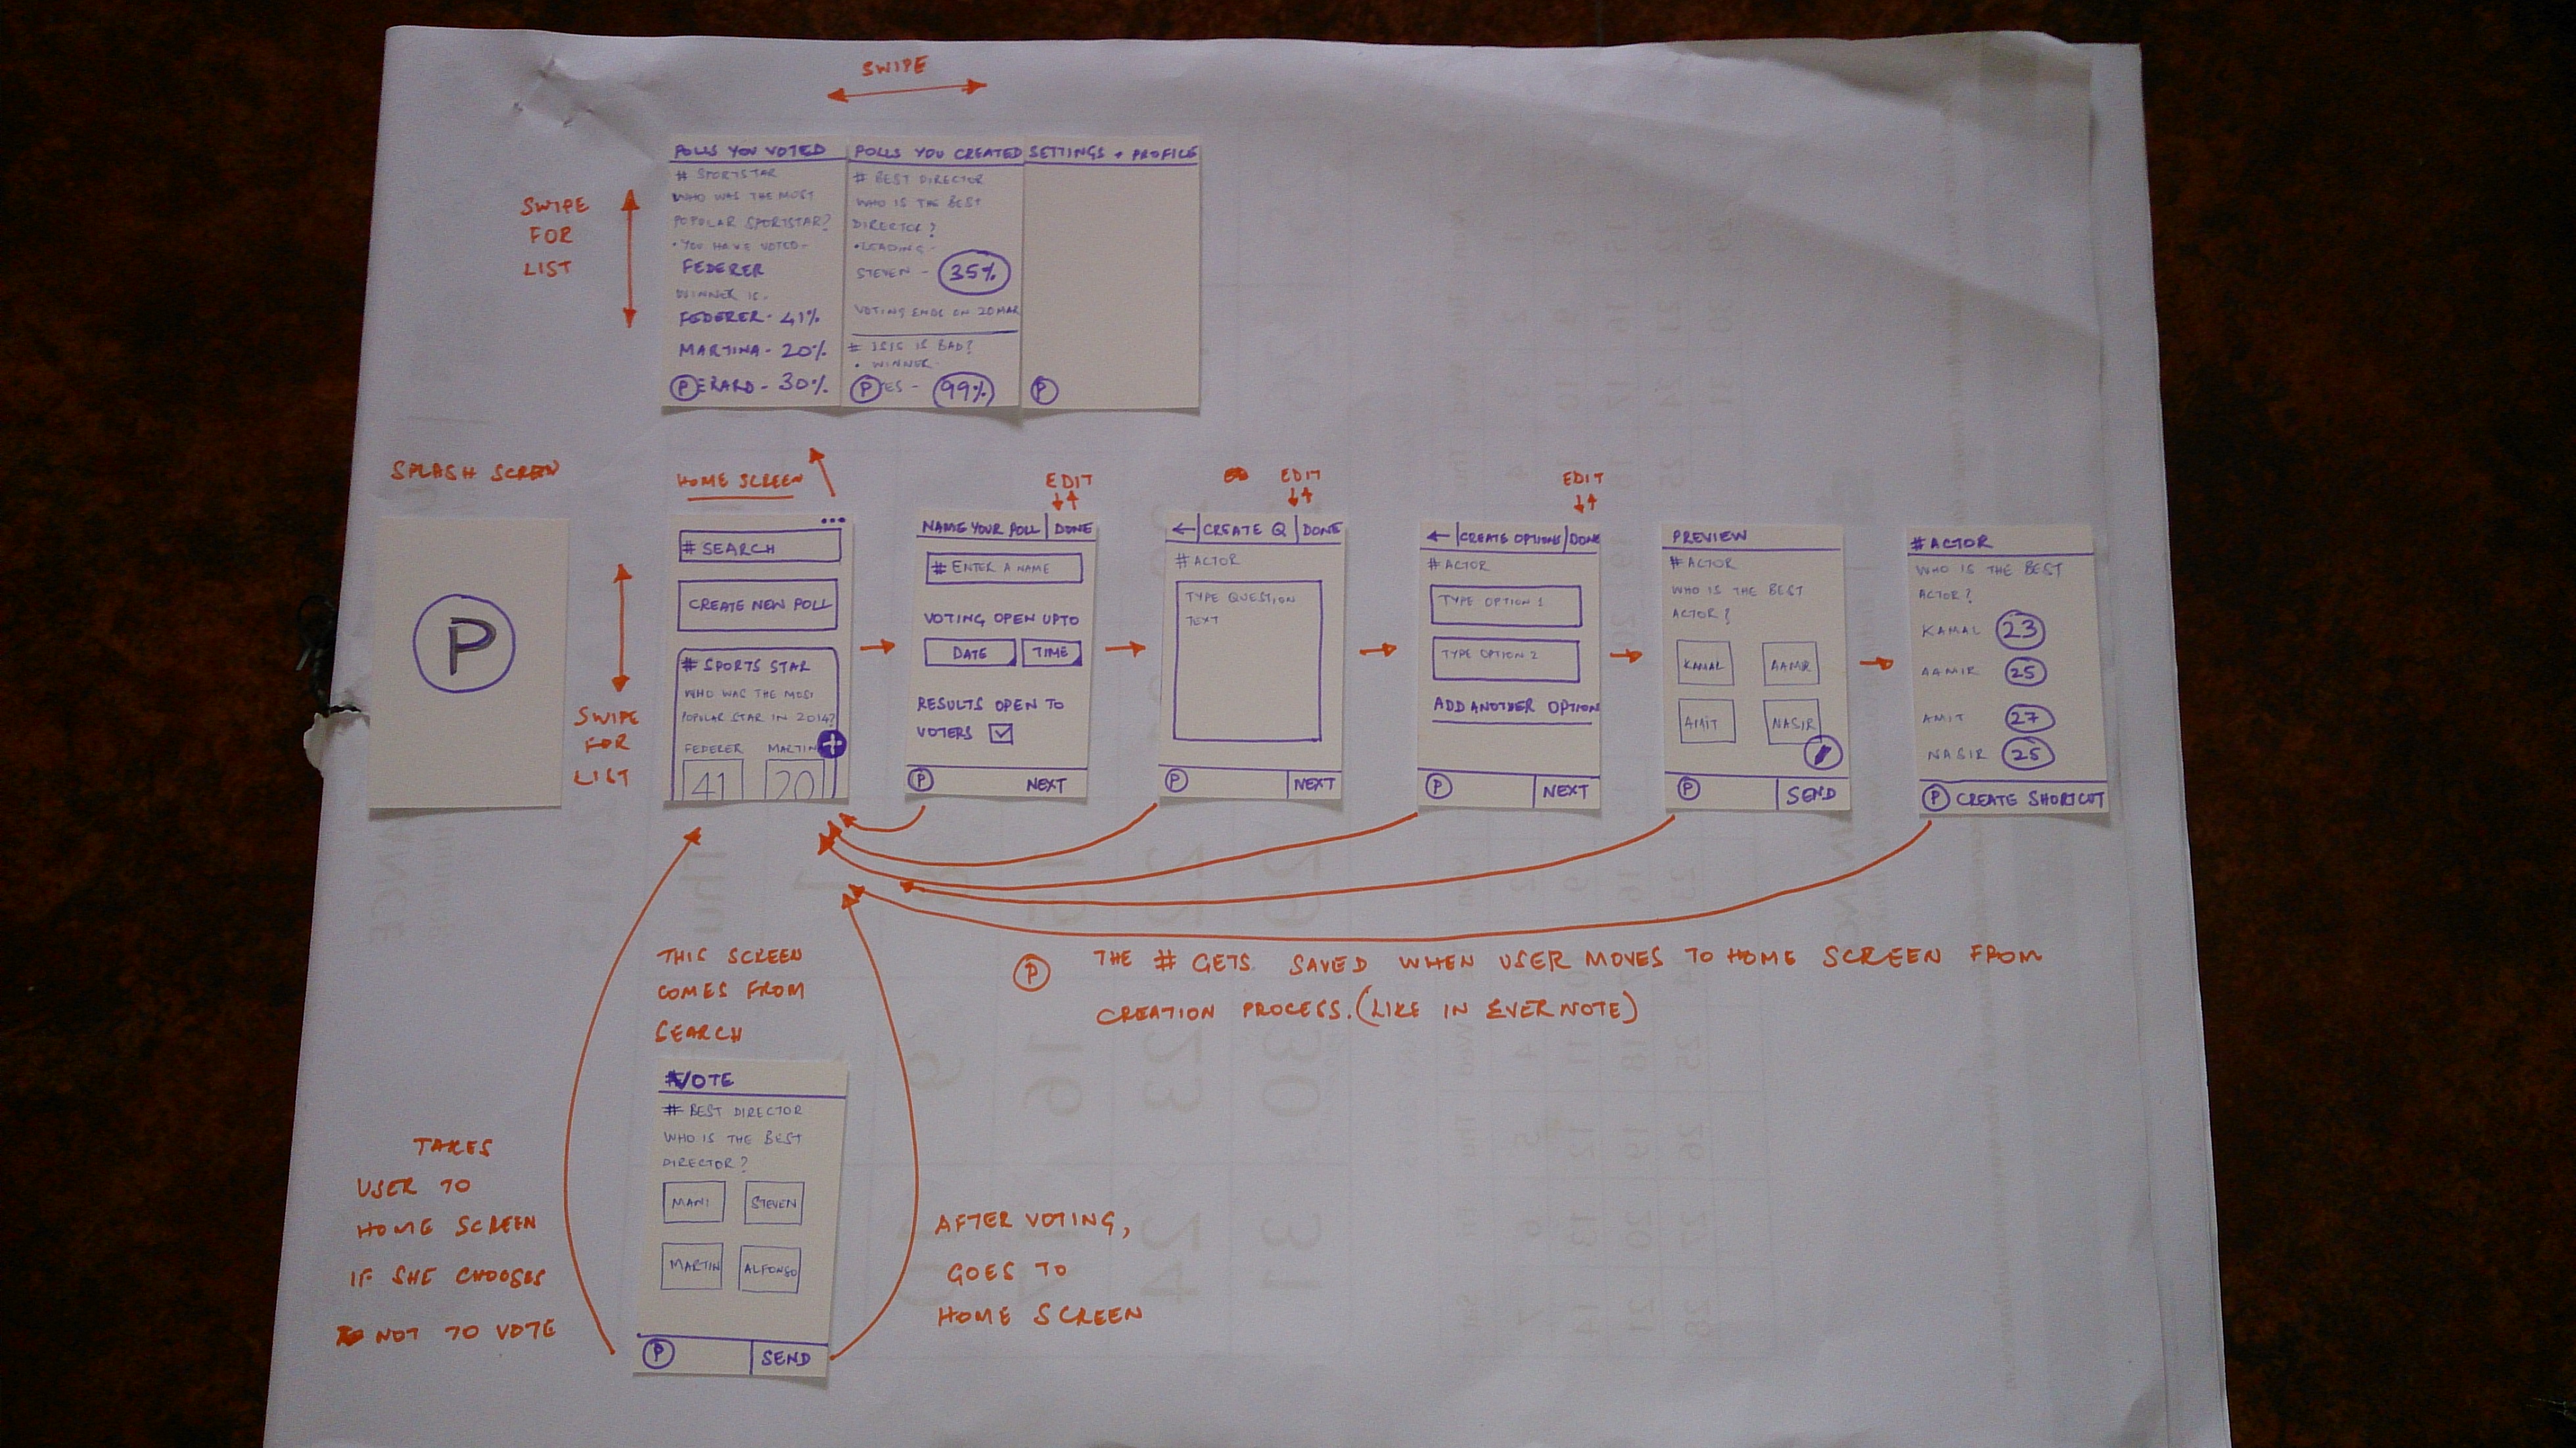 SWIPE
SWIPE
FOR
LIST
POLLS YOU VOTED
# SPORTSTAR
WHO WAS THE MOST
POPULAR SPORTSTAR?
• YOU HAVE VOTED -
FEDERER
WINNER IS.
FEDERER - 41%
MARTINA - 20%
P ERARD - 30%
POLLS YOU CREATED
# BEST DIRECTOR
WHO IS THE BEST
DIRECTOR?
• LEADING -
STEVEN - 35%
VOTING ENDS ON 20 MAR
# ISIS IS BAD?
• WINNER -
P ES - 99%
SETTINGS + PROFILE
P
SPLASH SCREEN
P
SWIPE
FOR
LIST
HOME SCREEN
# SEARCH
CREATE NEW POLL
# SPORTS STAR
WHO WAS THE MOST
POPULAR STAR IN 2014?
FEDERER MARTIN
41 20
EDIT
NAME YOUR POLL DONE
# ENTER A NAME
VOTING OPEN UPTO
DATE TIME
RESULTS OPEN TO
VOTERS
P NEXT
EDIT
← CREATE Q DONE
# ACTOR
TYPE QUESTION
TEXT
P NEXT
EDIT
← CREATE OPTIONS DONE
# ACTOR
TYPE OPTION 1
TYPE OPTION 2
ADD ANOTHER OPTION
P NEXT
PREVIEW
# ACTOR
WHO IS THE BEST
ACTOR?
KAMAL AAMIR
AMIT NASIR
P SEND
# ACTOR
WHO IS THE BEST
ACTOR?
KAMAL 23
AAMIR 25
AMIT 27
NASIR 25
P CREATE SHORTCUT
P THE # GETS SAVED WHEN USER MOVES TO HOME SCREEN FROM
CREATION PROCESS. (LIKE IN EVERNOTE)
THIS SCREEN
COMES FROM
SEARCH
#VOTE
# BEST DIRECTOR
WHO IS THE BEST
DIRECTOR?
MANI STEVEN
MARTIN ALFONSO
P SEND
TAKES
USER TO
HOME SCREEN
IF SHE CHOOSES
NOT TO VOTE
AFTER VOTING,
GOES TO
HOME SCREEN